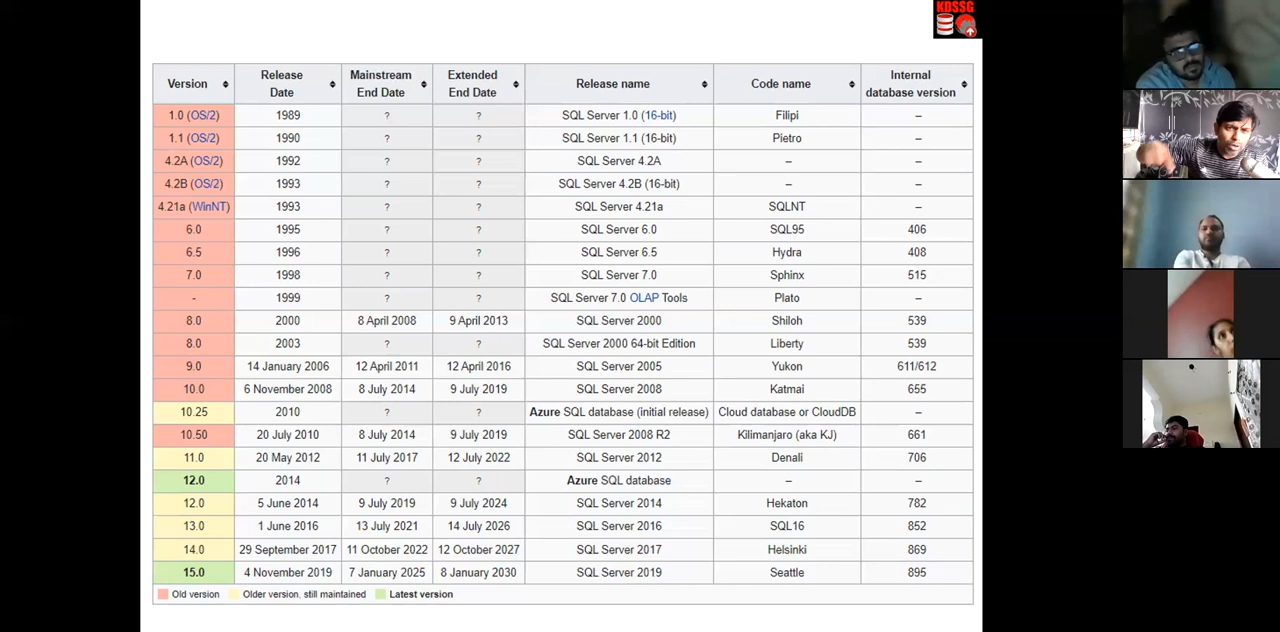 KDSSG
Version Release Date Mainstream End Date Extended End Date Release name Code name Internal database version
1.0 (OS/2) 1989 ? ? SQL Server 1.0 (16-bit) Filipi –
1.1 (OS/2) 1990 ? ? SQL Server 1.1 (16-bit) Pietro –
4.2A (OS/2) 1992 ? ? SQL Server 4.2A – –
4.2B (OS/2) 1993 ? ? SQL Server 4.2B (16-bit) – –
4.21a (WinNT) 1993 ? ? SQL Server 4.21a SQLNT –
6.0 1995 ? ? SQL Server 6.0 SQL95 406
6.5 1996 ? ? SQL Server 6.5 Hydra 408
7.0 1998 ? ? SQL Server 7.0 Sphinx 515
- 1999 ? ? SQL Server 7.0 OLAP Tools Plato –
8.0 2000 8 April 2008 9 April 2013 SQL Server 2000 Shiloh 539
8.0 2003 ? ? SQL Server 2000 64-bit Edition Liberty 539
9.0 14 January 2006 12 April 2011 12 April 2016 SQL Server 2005 Yukon 611/612
10.0 6 November 2008 8 July 2014 9 July 2019 SQL Server 2008 Katmai 655
10.25 2010 ? ? Azure SQL database (initial release) Cloud database or CloudDB –
10.50 20 July 2010 8 July 2014 9 July 2019 SQL Server 2008 R2 Kilimanjaro (aka KJ) 661
11.0 20 May 2012 11 July 2017 12 July 2022 SQL Server 2012 Denali 706
12.0 2014 ? ? Azure SQL database – –
12.0 5 June 2014 9 July 2019 9 July 2024 SQL Server 2014 Hekaton 782
13.0 1 June 2016 13 July 2021 14 July 2026 SQL Server 2016 SQL16 852
14.0 29 September 2017 11 October 2022 12 October 2027 SQL Server 2017 Helsinki 869
15.0 4 November 2019 7 January 2025 8 January 2030 SQL Server 2019 Seattle 895
Old version Older version, still maintained Latest version